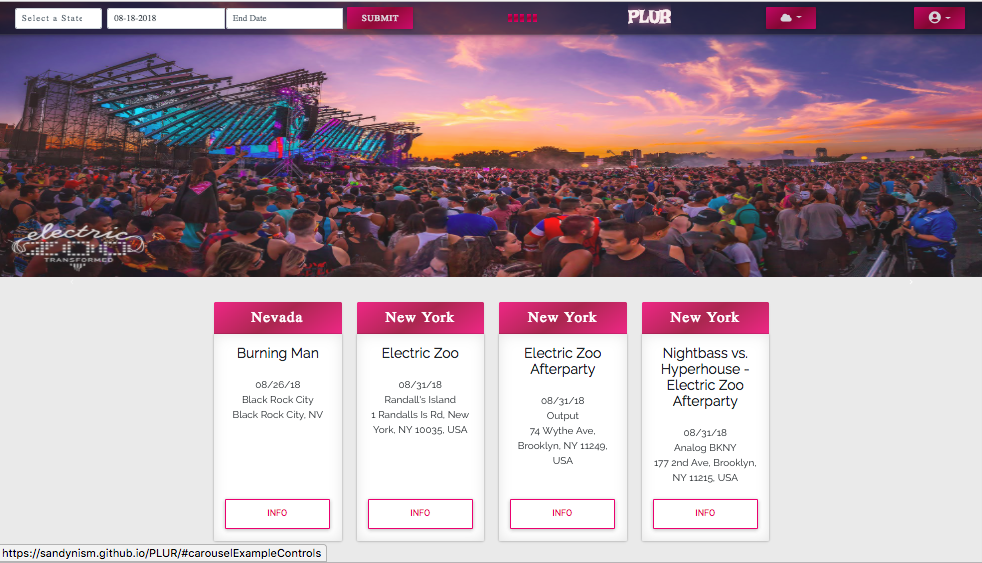 Select a State
08-18-2018
End Date
SUBMIT
PLUR
electric
ZOO
TRANSFORMED
Nevada
Burning Man
08/26/18
Black Rock City
Black Rock City, NV
INFO
New York
Electric Zoo
08/31/18
Randall's Island
1 Randalls Is Rd, New
York, NY 10035, USA
INFO
New York
Electric Zoo
Afterparty
08/31/18
Output
74 Wythe Ave,
Brooklyn, NY 11249,
USA
INFO
New York
Nightbass vs.
Hyperhouse -
Electric Zoo
Afterparty
08/31/18
Analog BKNY
177 2nd Ave, Brooklyn,
NY 11215, USA
INFO
https://sandynism.github.io/PLUR/#carouselExampleControls